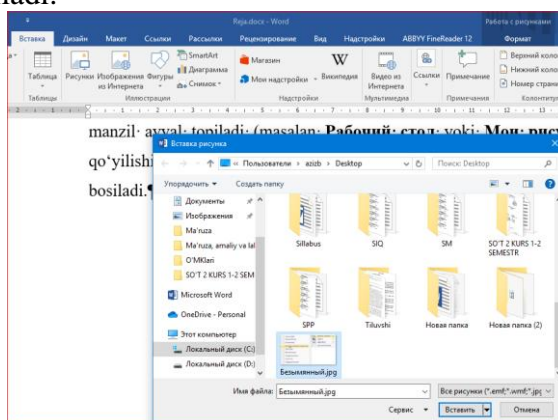 ladi.
Reja.docx - Word
Работа с рисунками
Вставка Дизайн Макет Ссылки Рассылки Рецензирование Вид Надстройки ABBYY FineReader 12 Формат
Таблица
Рисунки
Изображения из Интернета
Фигуры
SmartArt
Диаграмма
Снимок
Магазин
Мои надстройки
Википедия
Видео из Интернета
Ссылки
Примечание
Верхний коло
Нижний коло
Номер стран
Таблицы Иллюстрации Надстройки Мультимедиа Примечания Колонтит
manzil· avval· topiladi· (masalan: Рабочий· стол· yoki· Мои· рис
qo‘yilishi
bosiladi.¶
Вставка рисунка
« Пользователи › azizb › Desktop
Поиск: Desktop
Упорядочить Создать папку
Документы
Изображения
Ma'ruza
Ma'ruza, amaliy va lal
O'MKlari
SO'T 2 KURS 1-2 SEM
Microsoft Word
OneDrive - Personal
Этот компьютер
Локальный диск (C:)
Локальный диск (D:)
Sillabus SIQ SM SO'T 2 KURS 1-2 SEMESTR
SPP Tiluvshi Новая папка Новая папка (2)
Безымянный.jpg
Имя файла: Безымянный.jpg
Все рисунки (*.emf;*.wmf;*.jpg
Сервис Вставить Отмена